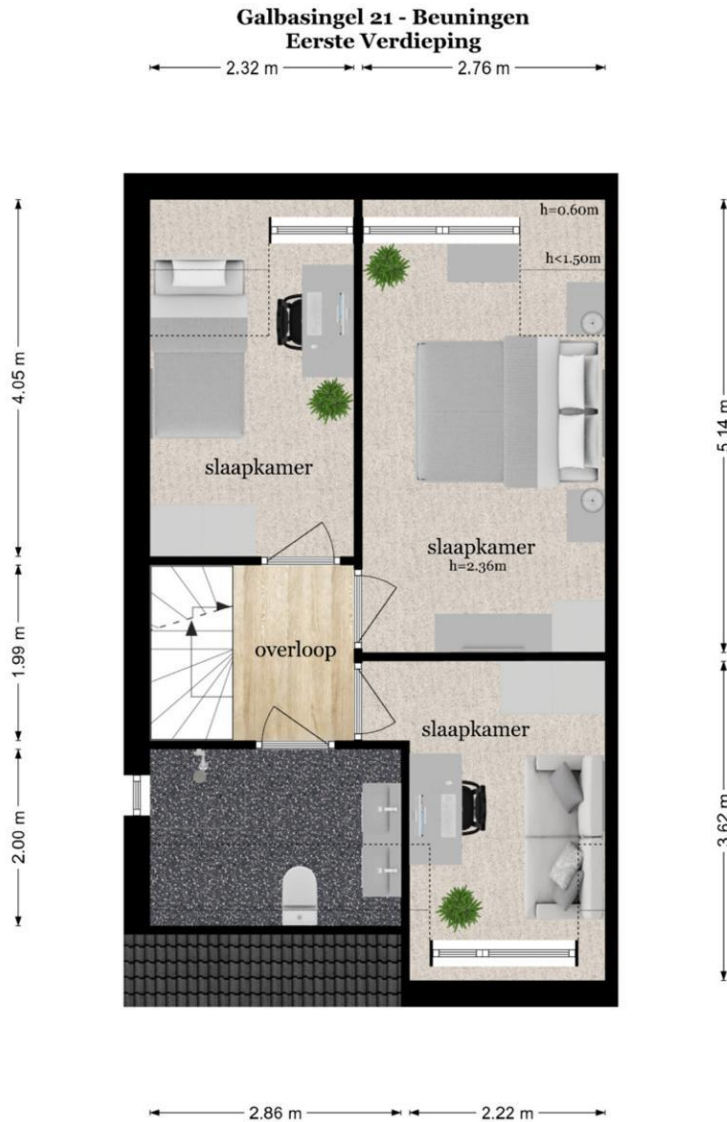 Galbasingel 21 - Beuningen
Eerste Verdieping
2.32 m
2.76 m
h=0.60m
h<1.50m
4.05 m
5.14 m
slaapkamer
slaapkamer
h=2.36m
1.99 m
overloop
slaapkamer
2.00 m
3.62 m
2.86 m
2.22 m